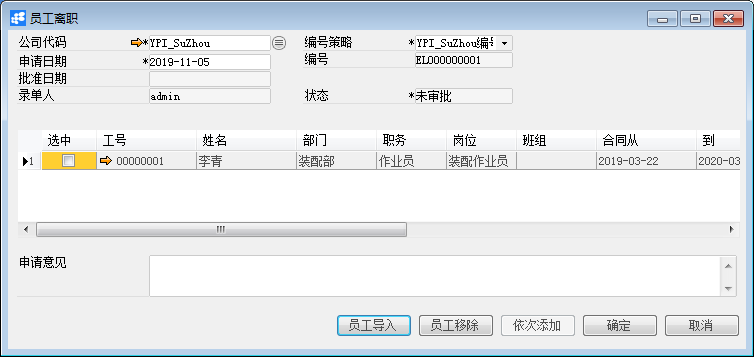 员工离职
公司代码 *YPI_SuZhou 编号策略 *YPI_SuZhou编号
申请日期 *2019-11-05 编号 EL000000001
批准日期
录单人 admin 状态 *未审批
选中 工号 姓名 部门 职务 岗位 班组 合同从 到
1 00000001 李青 装配部 作业员 装配作业员 2019-03-22 2020-03
申请意见
员工导入 员工移除 依次添加 确定 取消